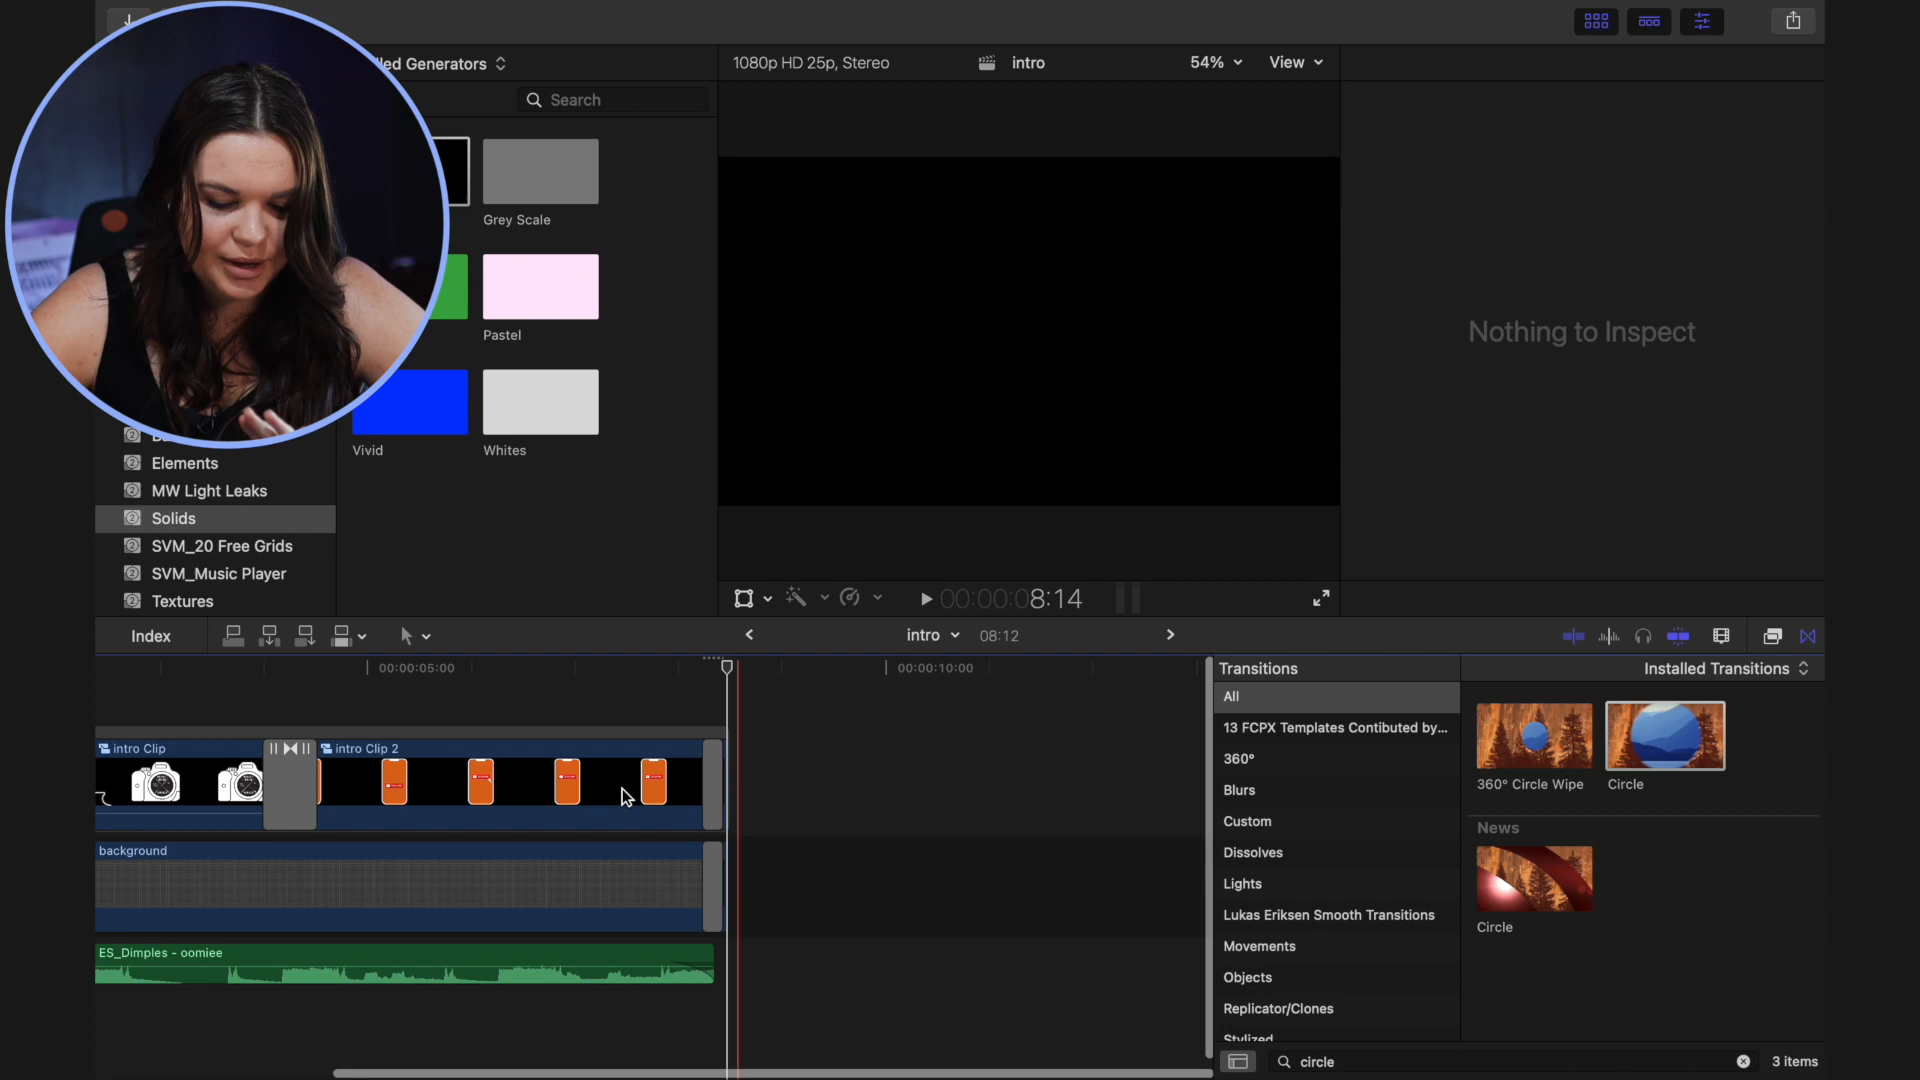 led Generators
1080p HD 25p, Stereo
intro
54%
View
Search
Grey Scale
Pastel
Vivid
Whites
Nothing to Inspect
Elements
MW Light Leaks
Solids
SVM_20 Free Grids
SVM_Music Player
Textures
00:00:08:14
Index
intro
08:12
00:00:05:00
00:00:10:00
intro Clip
intro Clip 2
background
ES_Dimples - oomiee
Transitions
Installed Transitions
All
13 FCPX Templates Contibuted by...
360°
Blurs
Custom
Dissolves
Lights
Lukas Eriksen Smooth Transitions
Movements
Objects
Replicator/Clones
Stylized
360° Circle Wipe
Circle
News
Circle
circle
3 items